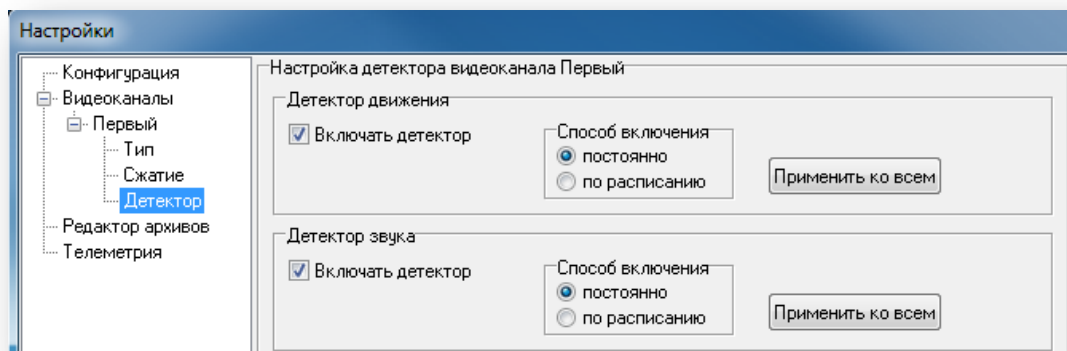 Настройки
Конфигурация
Видеоканалы
Первый
Тип
Сжатие
Детектор
Редактор архивов
Телеметрия
Настройка детектора видеоканала Первый
Детектор движения
Включать детектор
Способ включения
постоянно
по расписанию
Применить ко всем
Детектор звука
Включать детектор
Способ включения
постоянно
по расписанию
Применить ко всем